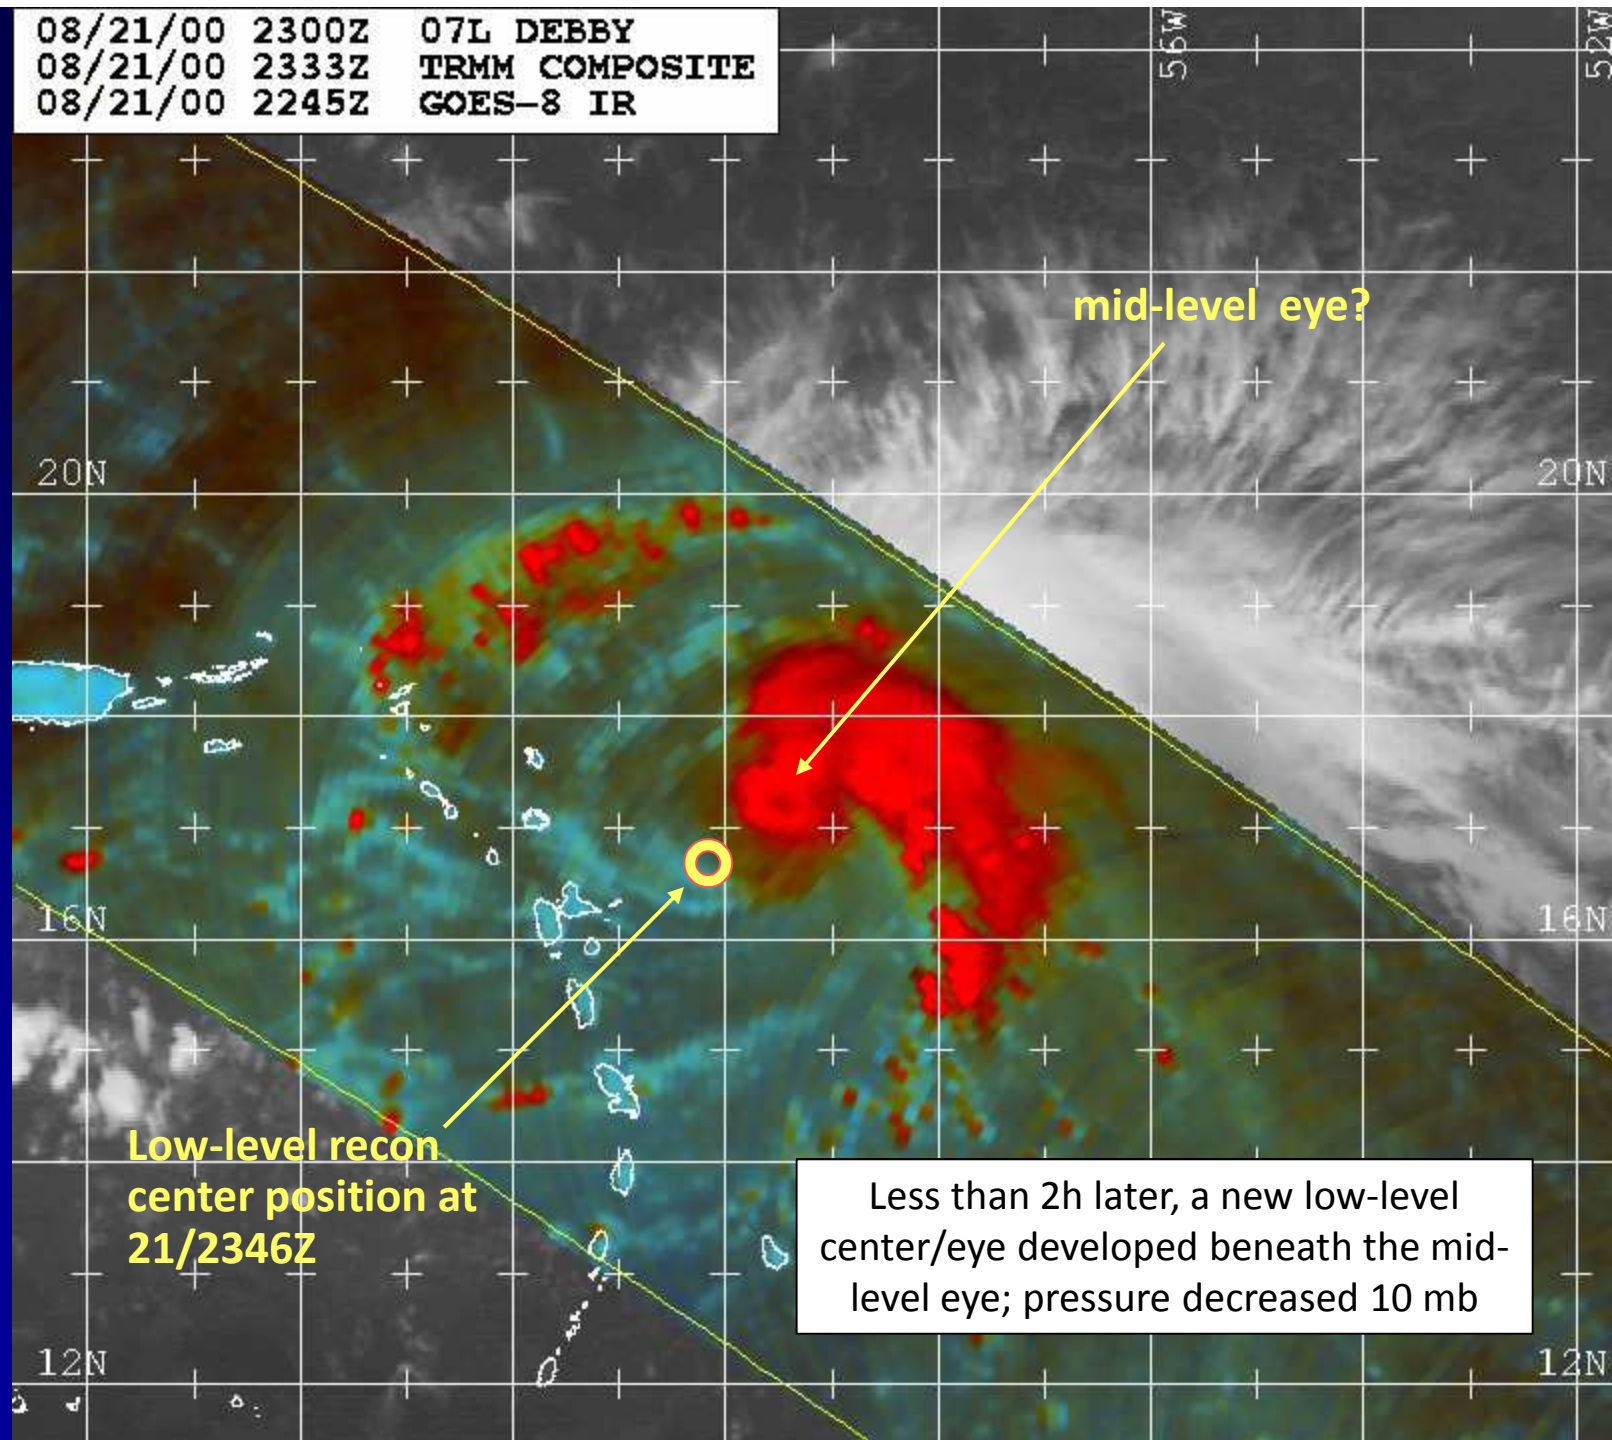 08/21/00 2300Z 07L DEBBY
08/21/00 2333Z TRMM COMPOSITE
08/21/00 2245Z GOES-8 IR
56W
52W
mid-level eye?
20N
20N
16N
16N
Low-level recon
center position at
21/2346Z
Less than 2h later, a new low-level
center/eye developed beneath the mid-
level eye; pressure decreased 10 mb
12N
12N